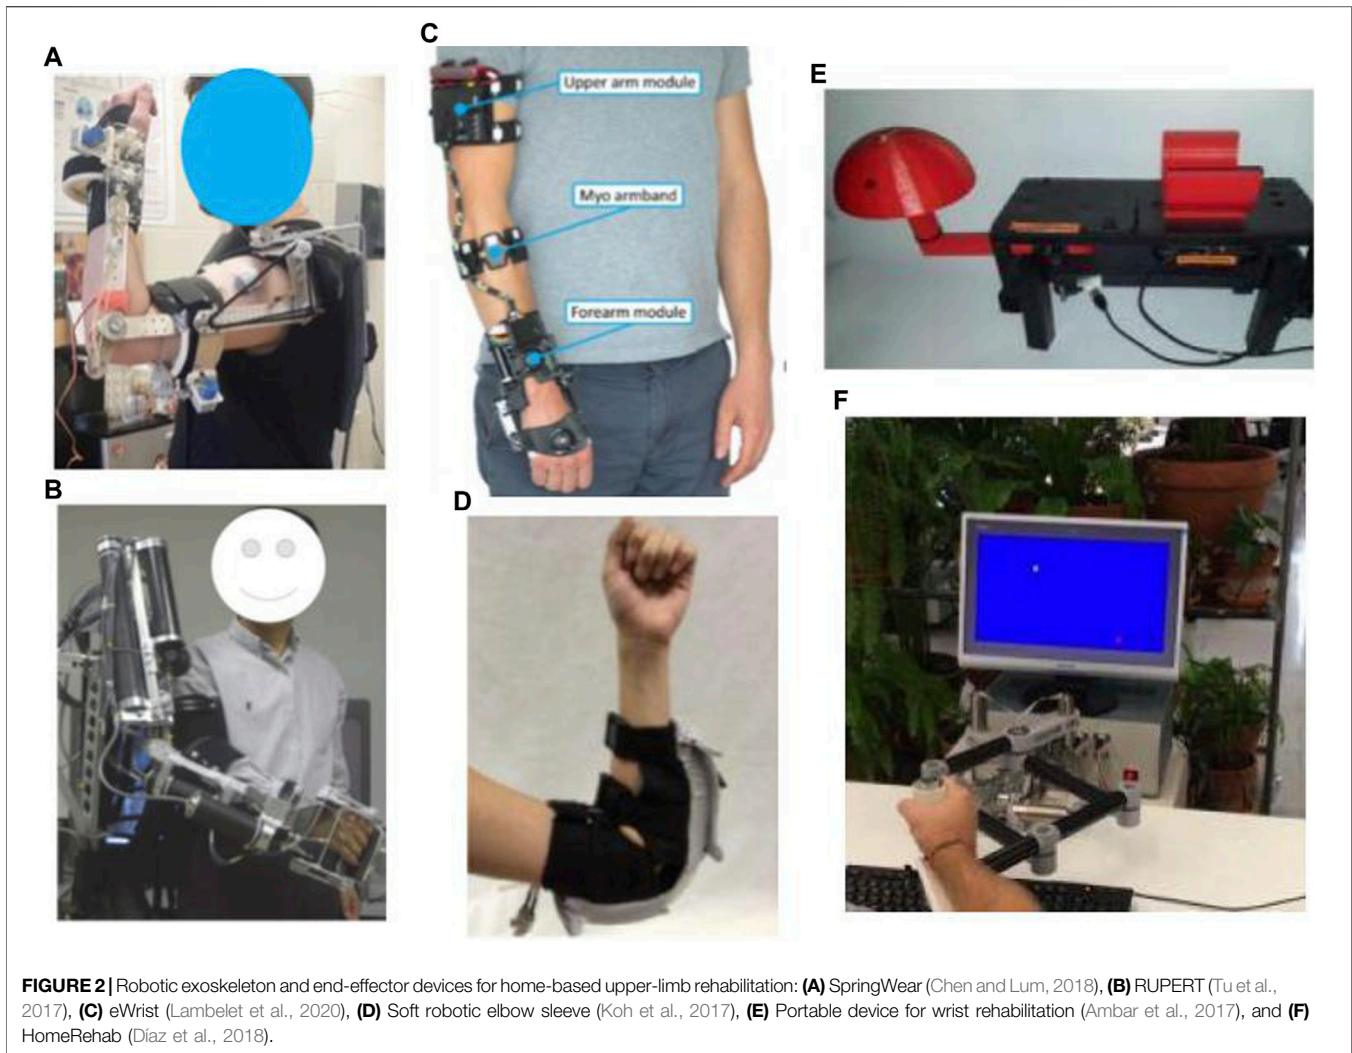 A
C
E
Upper arm module
Myo armband
Forearm module
F
B
D
FIGURE 2 | Robotic exoskeleton and end-effector devices for home-based upper-limb rehabilitation: (A) SpringWear (Chen and Lum, 2018), (B) RUPERT (Tu et al.,
2017), (C) eWrist (Lambelet et al., 2020), (D) Soft robotic elbow sleeve (Koh et al., 2017), (E) Portable device for wrist rehabilitation (Ambar et al., 2017), and (F)
HomeRehab (Díaz et al., 2018).